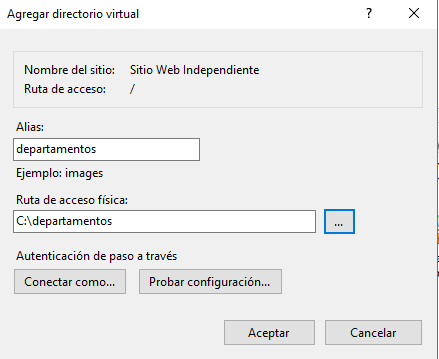 Agregar directorio virtual ? ×
Nombre del sitio: Sitio Web Independiente
Ruta de acceso: /
Alias:
departamentos
Ejemplo: images
Ruta de acceso física:
C:\departamentos ...
Autenticación de paso a través
Conectar como... Probar configuración...
Aceptar Cancelar